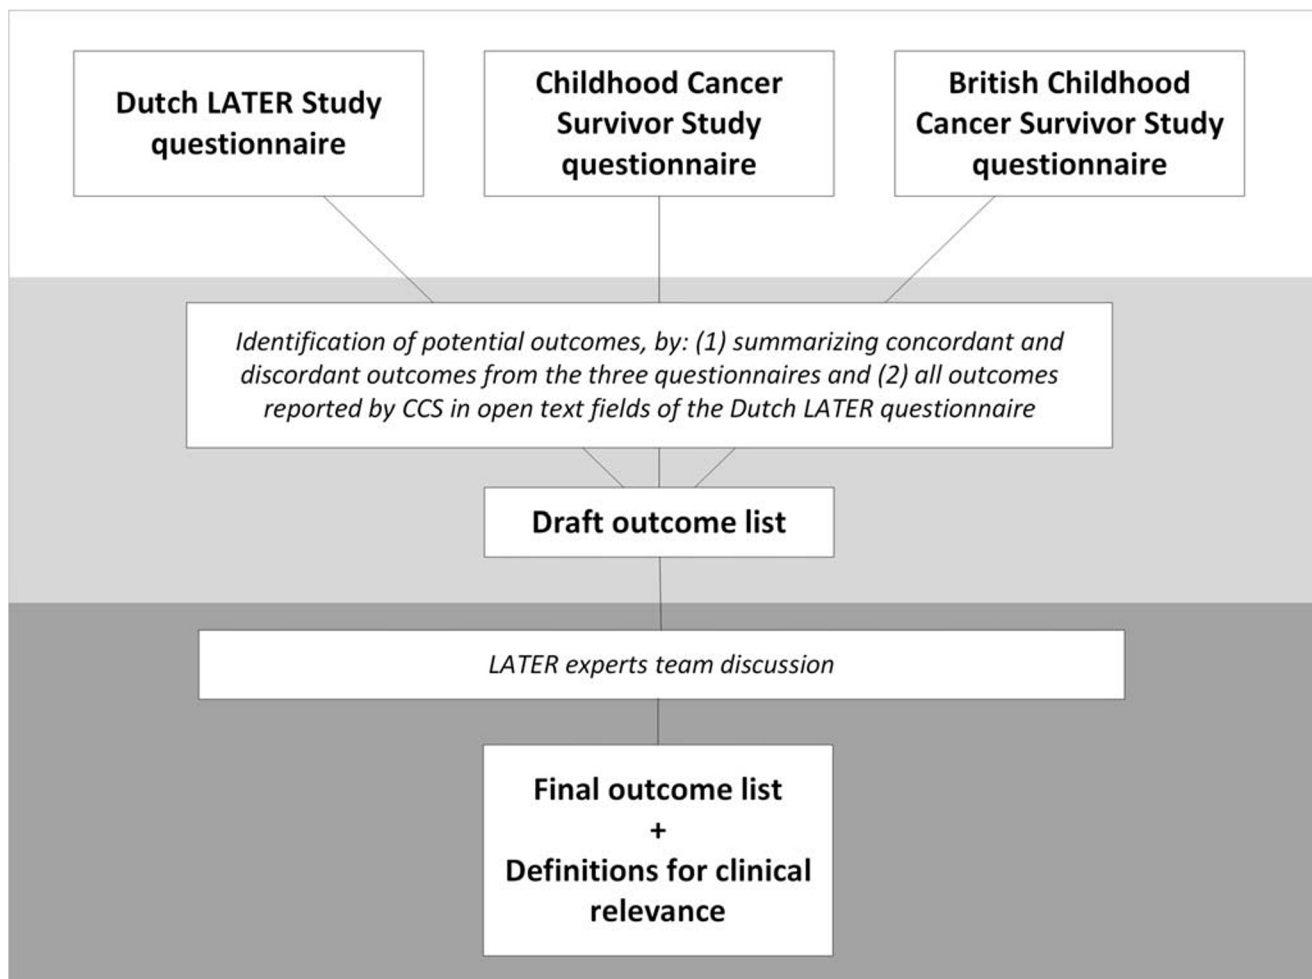 Dutch LATER Study
questionnaire
Childhood Cancer
Survivor Study
questionnaire
British Childhood
Cancer Survivor Study
questionnaire
Identification of potential outcomes, by: (1) summarizing concordant and
discordant outcomes from the three questionnaires and (2) all outcomes
reported by CCS in open text fields of the Dutch LATER questionnaire
Draft outcome list
LATER experts team discussion
Final outcome list
+
Definitions for clinical
relevance